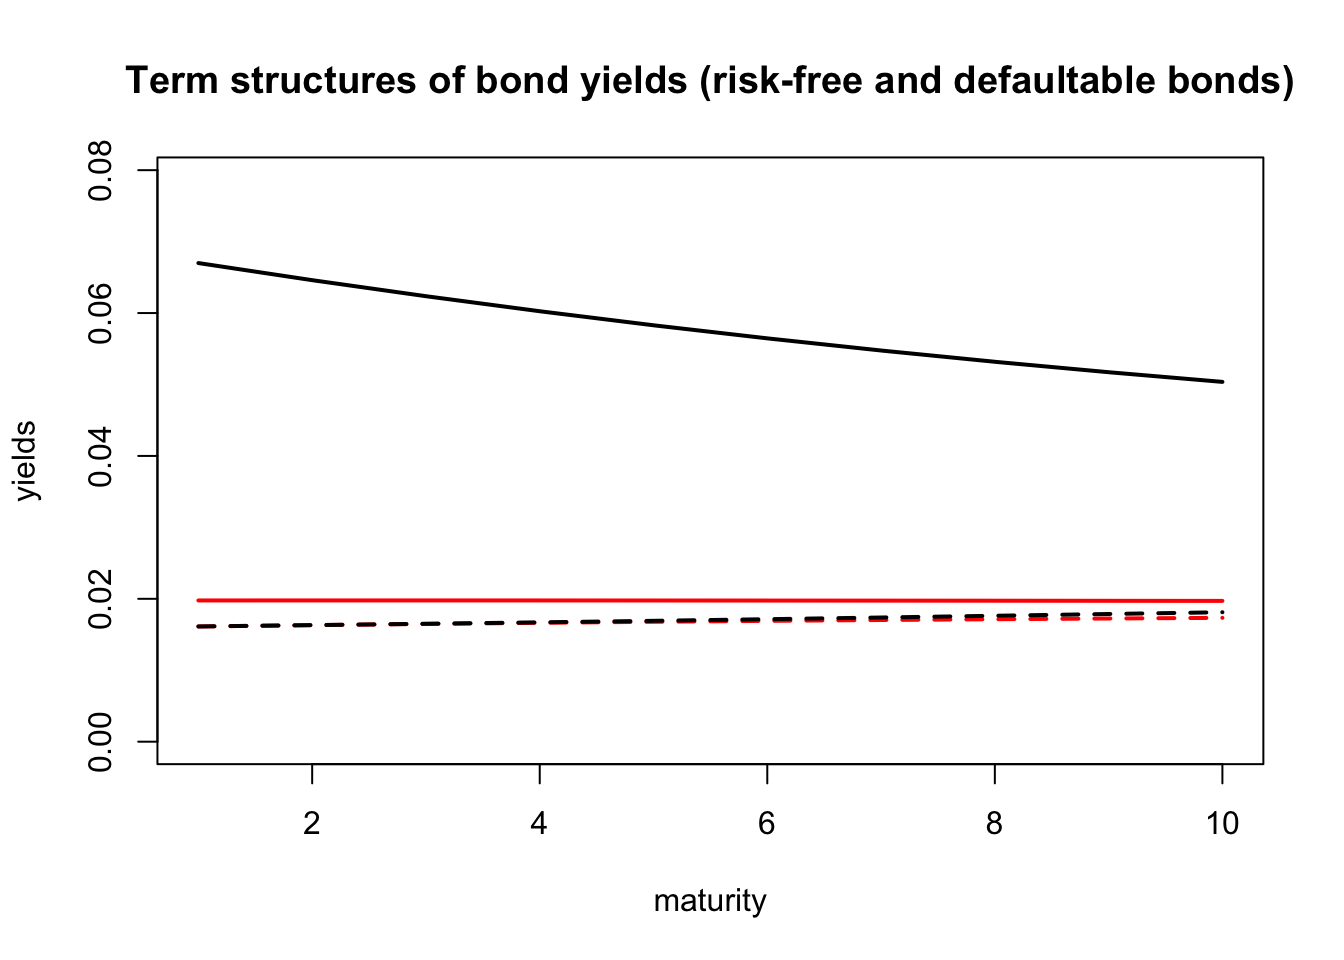 Term structures of bond yields (risk-free and defaultable bonds)
0.08
0.06
0.04
0.02
0.00
yields
2 4 6 8 10
maturity